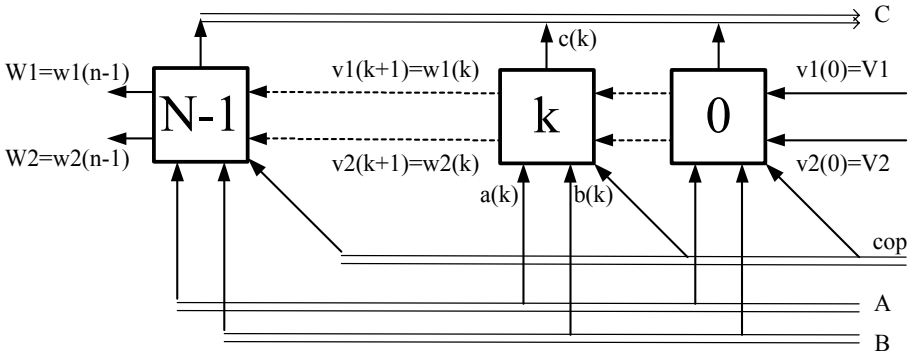 C
c(k)
W1=w1(n-1)
v1(k+1)=w1(k)
v1(0)=V1
N-1
k
0
W2=w2(n-1)
v2(k+1)=w2(k)
v2(0)=V2
a(k)
b(k)
cop
A
B